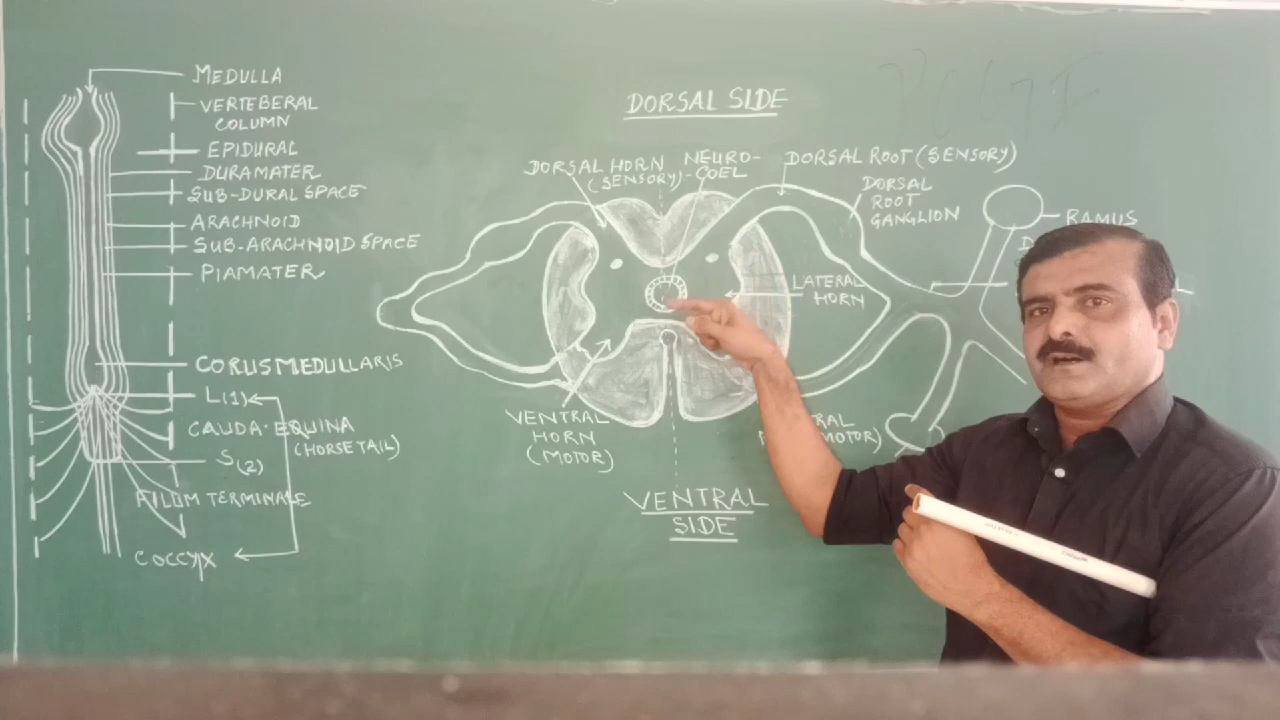 MEDULLA
VERTEBERAL
COLUMN
EPIDURAL
DURAMATER
SUB-DURAL SPACE
ARACHNOID
SUB-ARACHNOID SPACE
PIAMATER
CORUSMEDULLARIS
L(1)
CAUDA-EQUINA
(HORSE TAIL)
S(2)
FILUM TERMINALE
COCCYX
DORSAL SIDE
DORSAL HORN
(SENSORY)
NEURO-
COEL
DORSAL ROOT (SENSORY)
DORSAL
ROOT
GANGLION
RAMUS
LATERAL
HORN
VENTRAL
HORN
(MOTOR)
MOTOR)
VENTRAL
SIDE